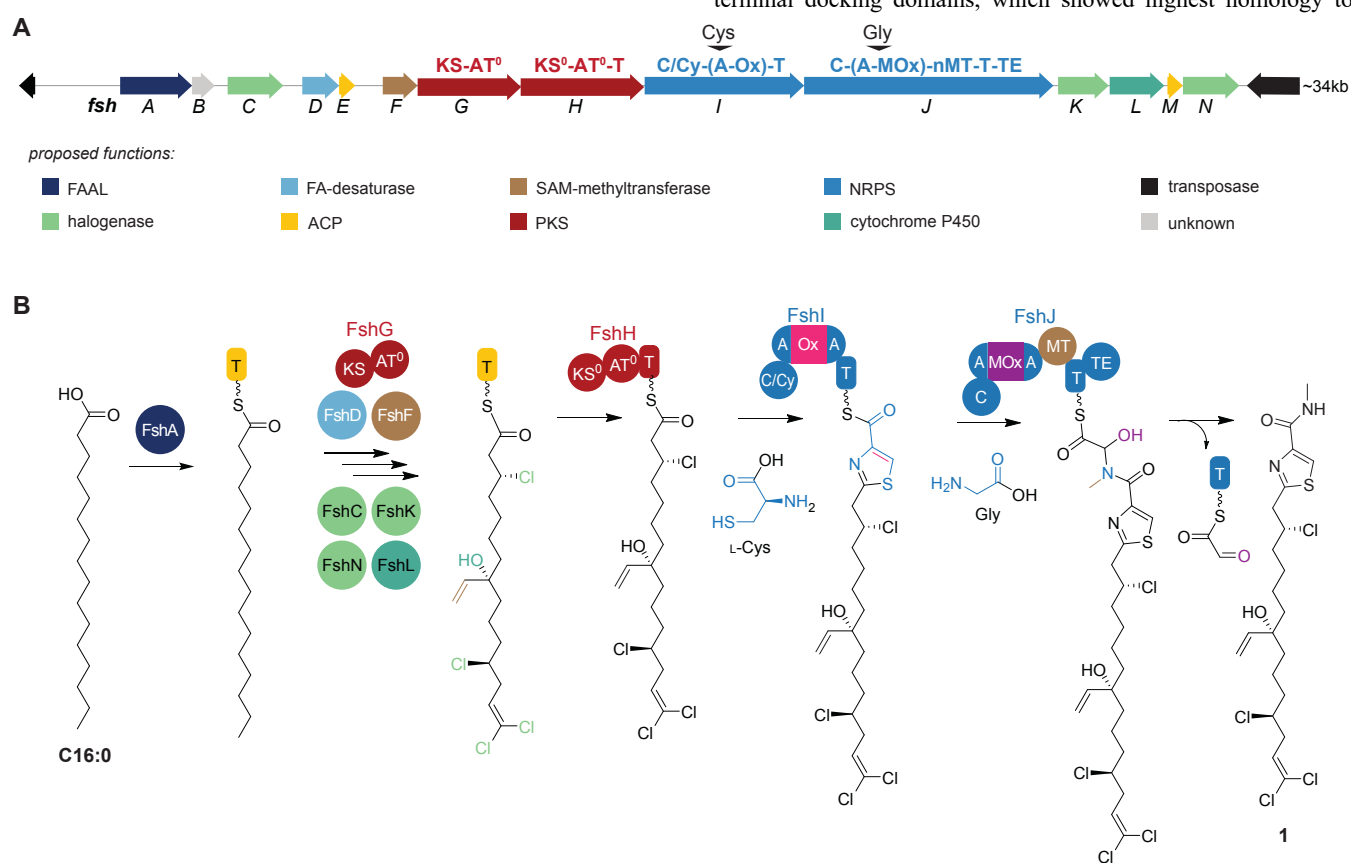 terminal docking domains, which showed highest homology to
A
Cys
Gly
KS-AT⁰
KS⁰-AT⁰-T
C/Cy-(A-Ox)-T
C-(A-MOx)-nMT-T-TE
~34kb
fsh
A B C D E F G H I J K L M N
proposed functions:
FAAL
FA-desaturase
SAM-methyltransferase
NRPS
transposase
halogenase
ACP
PKS
cytochrome P450
unknown
B
HO
O
C16:0
FshA
T
S
O
FshG
KS AT⁰
FshD FshF
FshC FshK
FshN FshL
T
S
O
Cl
HO
Cl
Cl
Cl
FshH
KS⁰ AT⁰ T
S
O
Cl
HO
Cl
Cl
Cl
FshI
A Ox A
C/Cy T
OH
O
NH₂
HS
L-Cys
S
O
N
S
Cl
HO
Cl
Cl
Cl
FshJ
A MOx A MT
C T TE
O
H₂N
OH
Gly
S
O
OH
N
O
N
S
Cl
HO
Cl
Cl
Cl
T
S
O
O
NH
O
N
S
Cl
HO
Cl
Cl
Cl
1